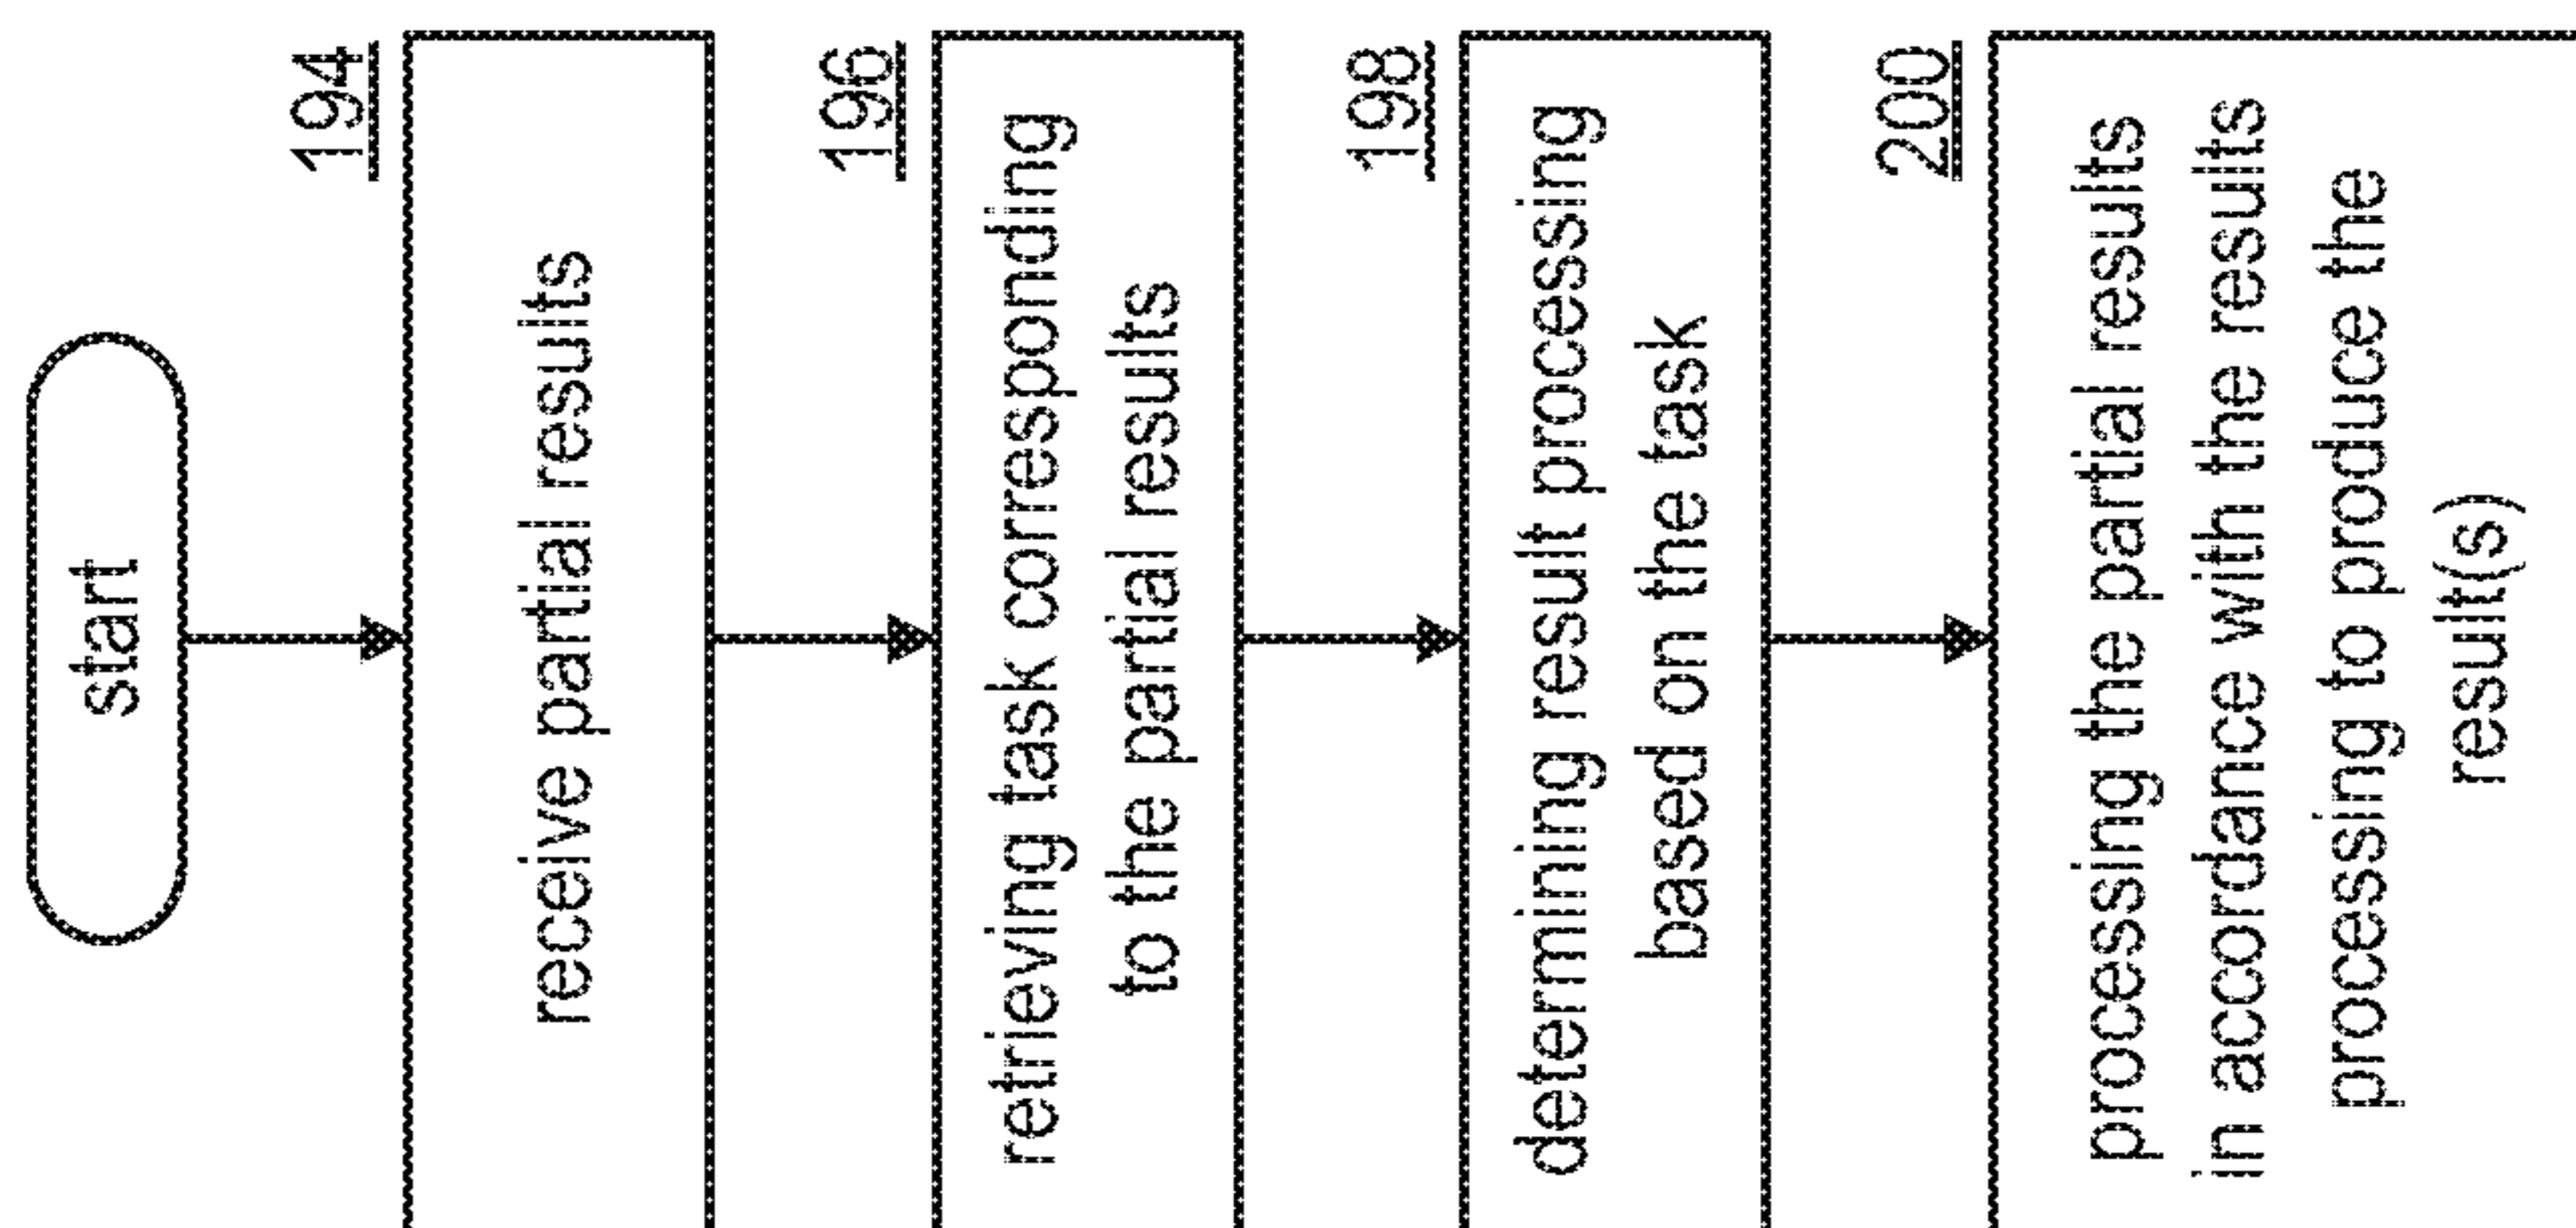 start
194
receive partial results
196
retrieving task corresponding
to the partial results
198
determining result processing
based on the task
200
processing the partial results
in accordance with the results
processing to produce the
result(s)